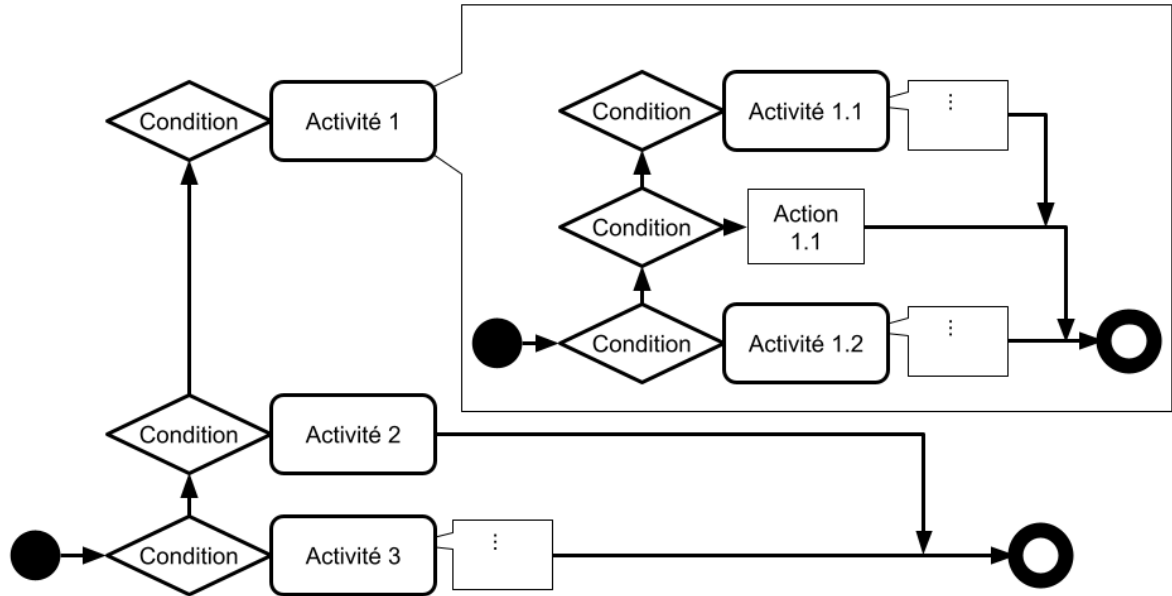 Condition
Activité 1
Condition
Activité 1.1
...
Condition
Action
1.1
Condition
Activité 1.2
...
Condition
Activité 2
Condition
Activité 3
...